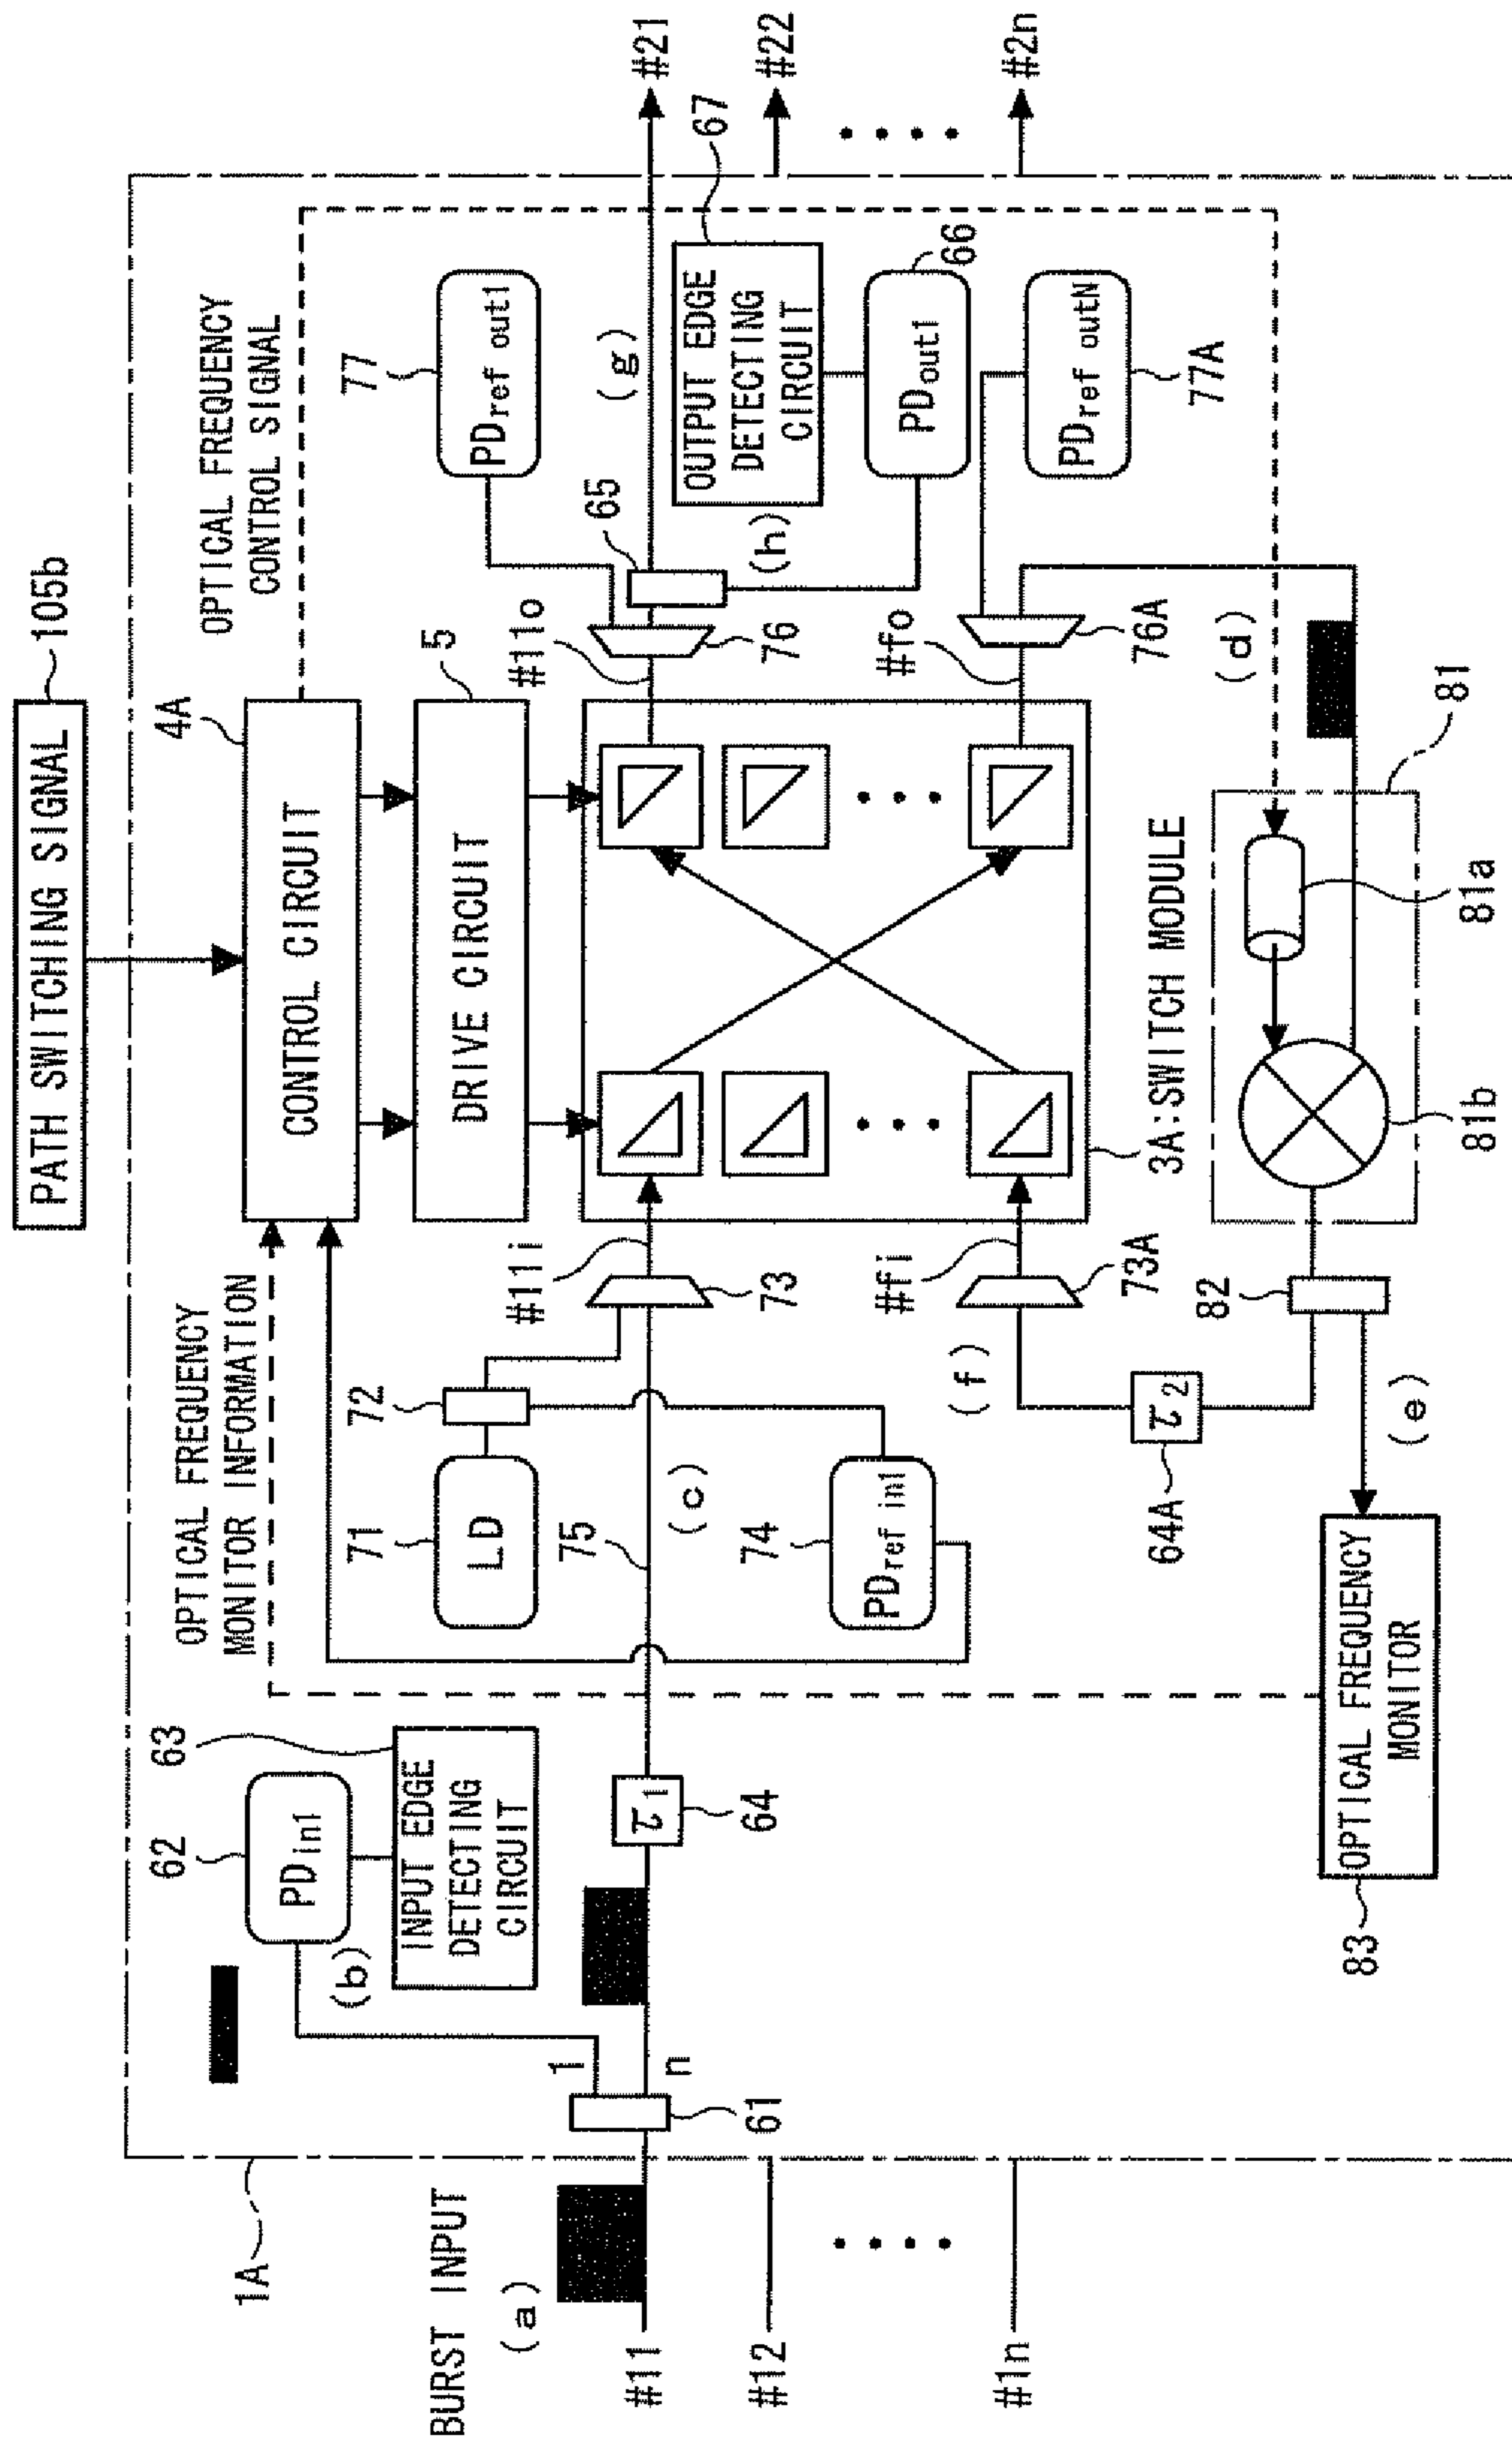 PATH SWITCHING SIGNAL
105b
1A
OPTICAL FREQUENCY
MONITOR INFORMATION
CONTROL CIRCUIT
4A
OPTICAL FREQUENCY
CONTROL SIGNAL
DRIVE CIRCUIT
5
62
PDin1
63
INPUT EDGE
DETECTING
CIRCUIT
(b)
71
LD
72
77
PDref out1
BURST INPUT
(a)
#11
1
n
61
τ1
64
75
(c)
#11i
73
#11o
76
65
(g)
#21
#12
#22
67
OUTPUT EDGE
DETECTING
CIRCUIT
(h)
66
PDout1
74
PDref in1
#1n
#2n
(f)
#fi
73A
#fo
76A
PDref outN
77A
3A:SWITCH MODULE
τ2
64A
82
(e)
(d)
81
81a
81b
83
OPTICAL FREQUENCY
MONITOR